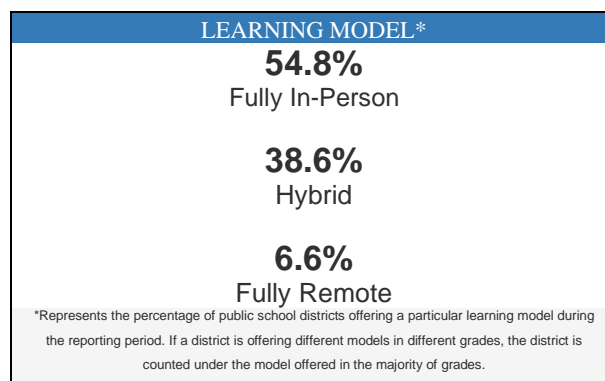 LEARNING MODEL*
54.8%
Fully In-Person
38.6%
Hybrid
6.6%
Fully Remote
*Represents the percentage of public school districts offering a particular learning model during
the reporting period. If a district is offering different models in different grades, the district is
counted under the model offered in the majority of grades.